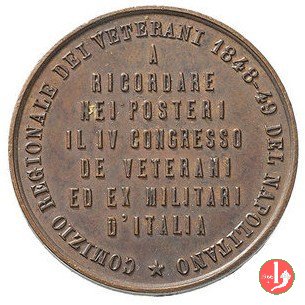 COMIZIO REGIONALE DEI VETERANI 1848-49 DEL NAPOLITANO
A
RICORDARE
NEI POSTERI
IL IV CONGRESSO
DE VETERANI
ED EX MILITARI
D'ITALIA